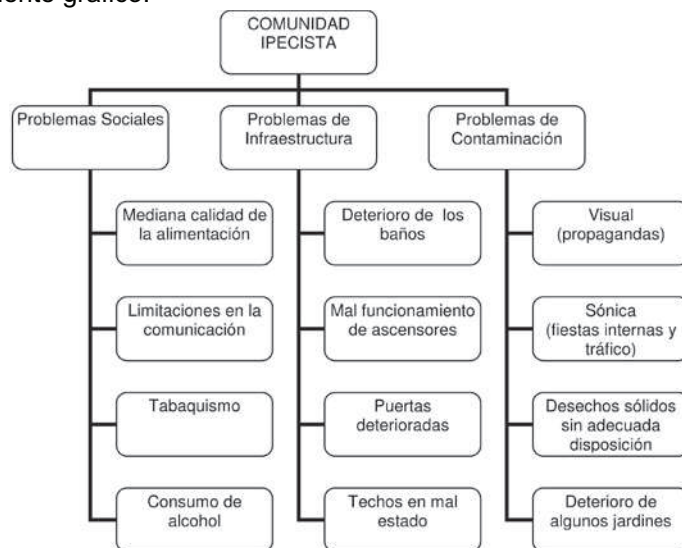 gráfico.
COMUNIDAD
IPECISTA
Problemas Sociales
Problemas de
Infraestructura
Problemas de
Contaminación
Mediana calidad de
la alimentación
Deterioro de los
baños
Visual
(propagandas)
Limitaciones en la
comunicación
Mal funcionamiento
de ascensores
Sónica
(fiestas internas y
tráfico)
Tabaquismo
Puertas
deterioradas
Desechos sólidos
sin adecuada
disposición
Consumo de
alcohol
Techos en mal
estado
Deterioro de
algunos jardines